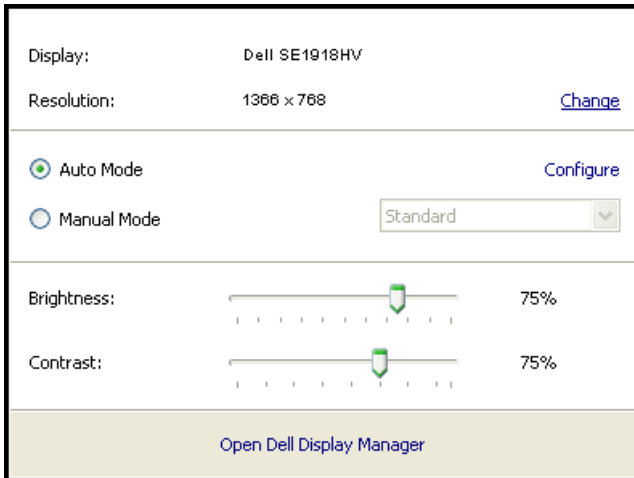 Display: Dell SE1918HV
Resolution: 1366 x 768 Change
Auto Mode Configure
Manual Mode Standard
Brightness: 75%
Contrast: 75%
Open Dell Display Manager